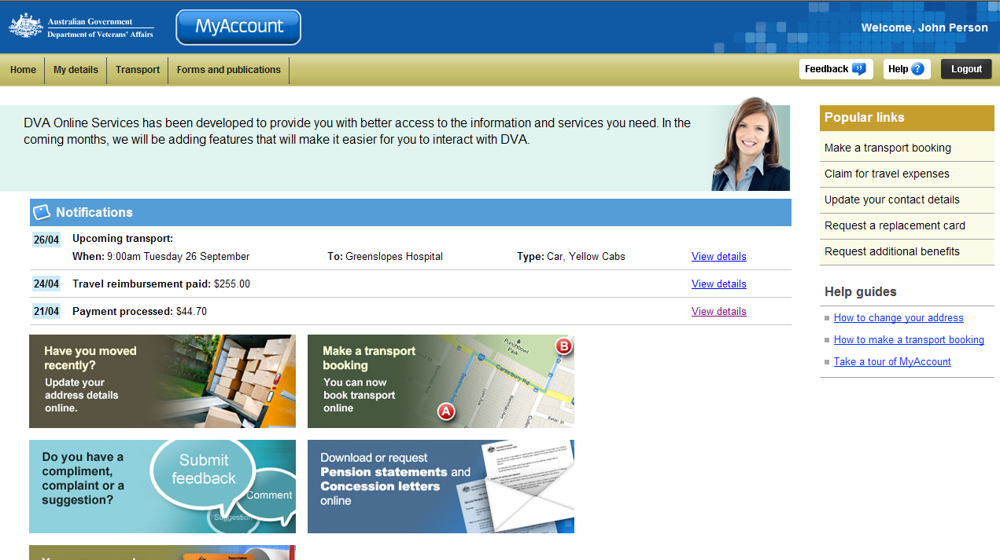 Australian Government
Department of Veterans' Affairs
MyAccount
Welcome, John Person
Home
My details
Transport
Forms and publications
Feedback
Help ?
Logout
DVA Online Services has been developed to provide you with better access to the information and services you need. In the
coming months, we will be adding features that will make it easier for you to interact with DVA.
Notifications
26/04 Upcoming transport:
When: 9:00am Tuesday 26 September To: Greenslopes Hospital Type: Car, Yellow Cabs View details
24/04 Travel reimbursement paid: $255.00 View details
21/04 Payment processed: $44.70 View details
Have you moved
recently?
Update your
address details
online.
Make a transport
booking
You can now
book transport
online
Punchbowl
Park
Canterbury Rd
A
B
Do you have a
compliment,
complaint or a
suggestion?
Submit
feedback
Comment
Suggestion
Download or request
Pension statements and
Concession letters
online
Popular links
Make a transport booking
Claim for travel expenses
Update your contact details
Request a replacement card
Request additional benefits
Help guides
How to change your address
How to make a transport booking
Take a tour of MyAccount